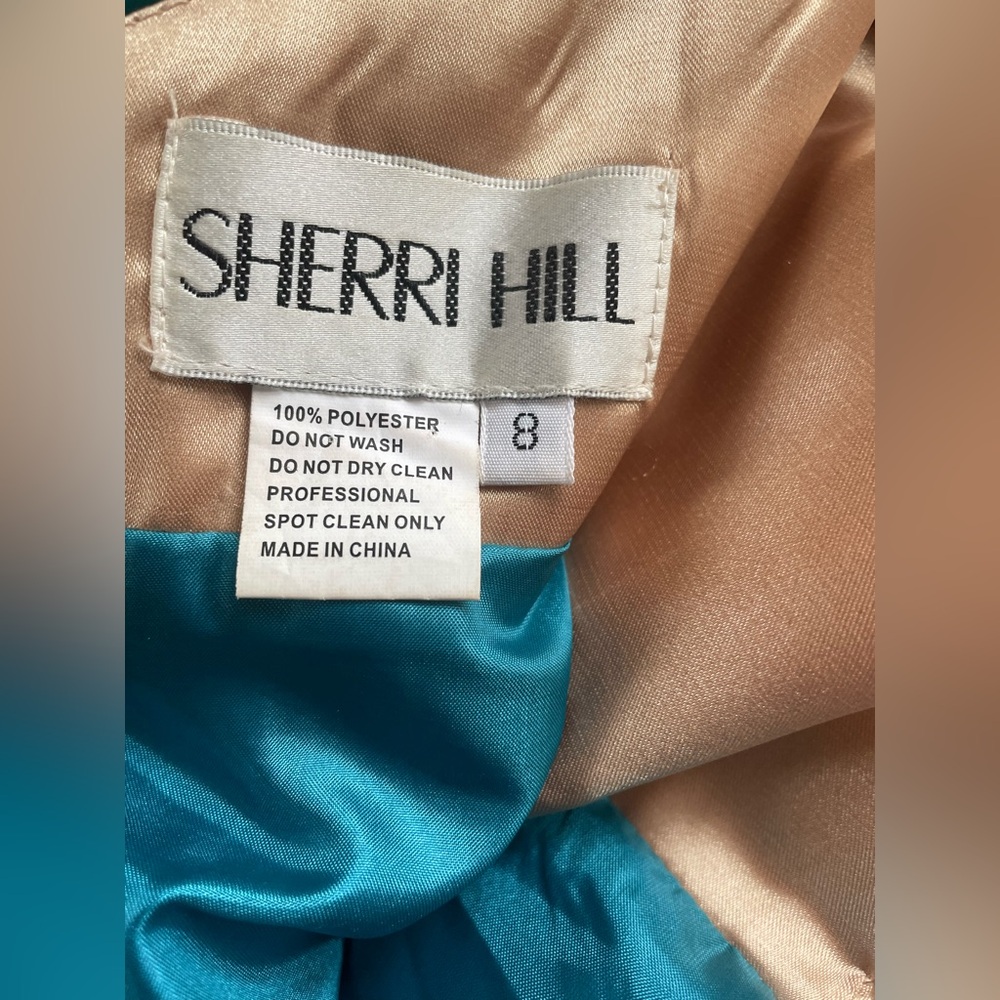 SHERRI HILL
100% POLYESTER
DO NOT WASH
DO NOT DRY CLEAN
PROFESSIONAL
SPOT CLEAN ONLY
MADE IN CHINA
8